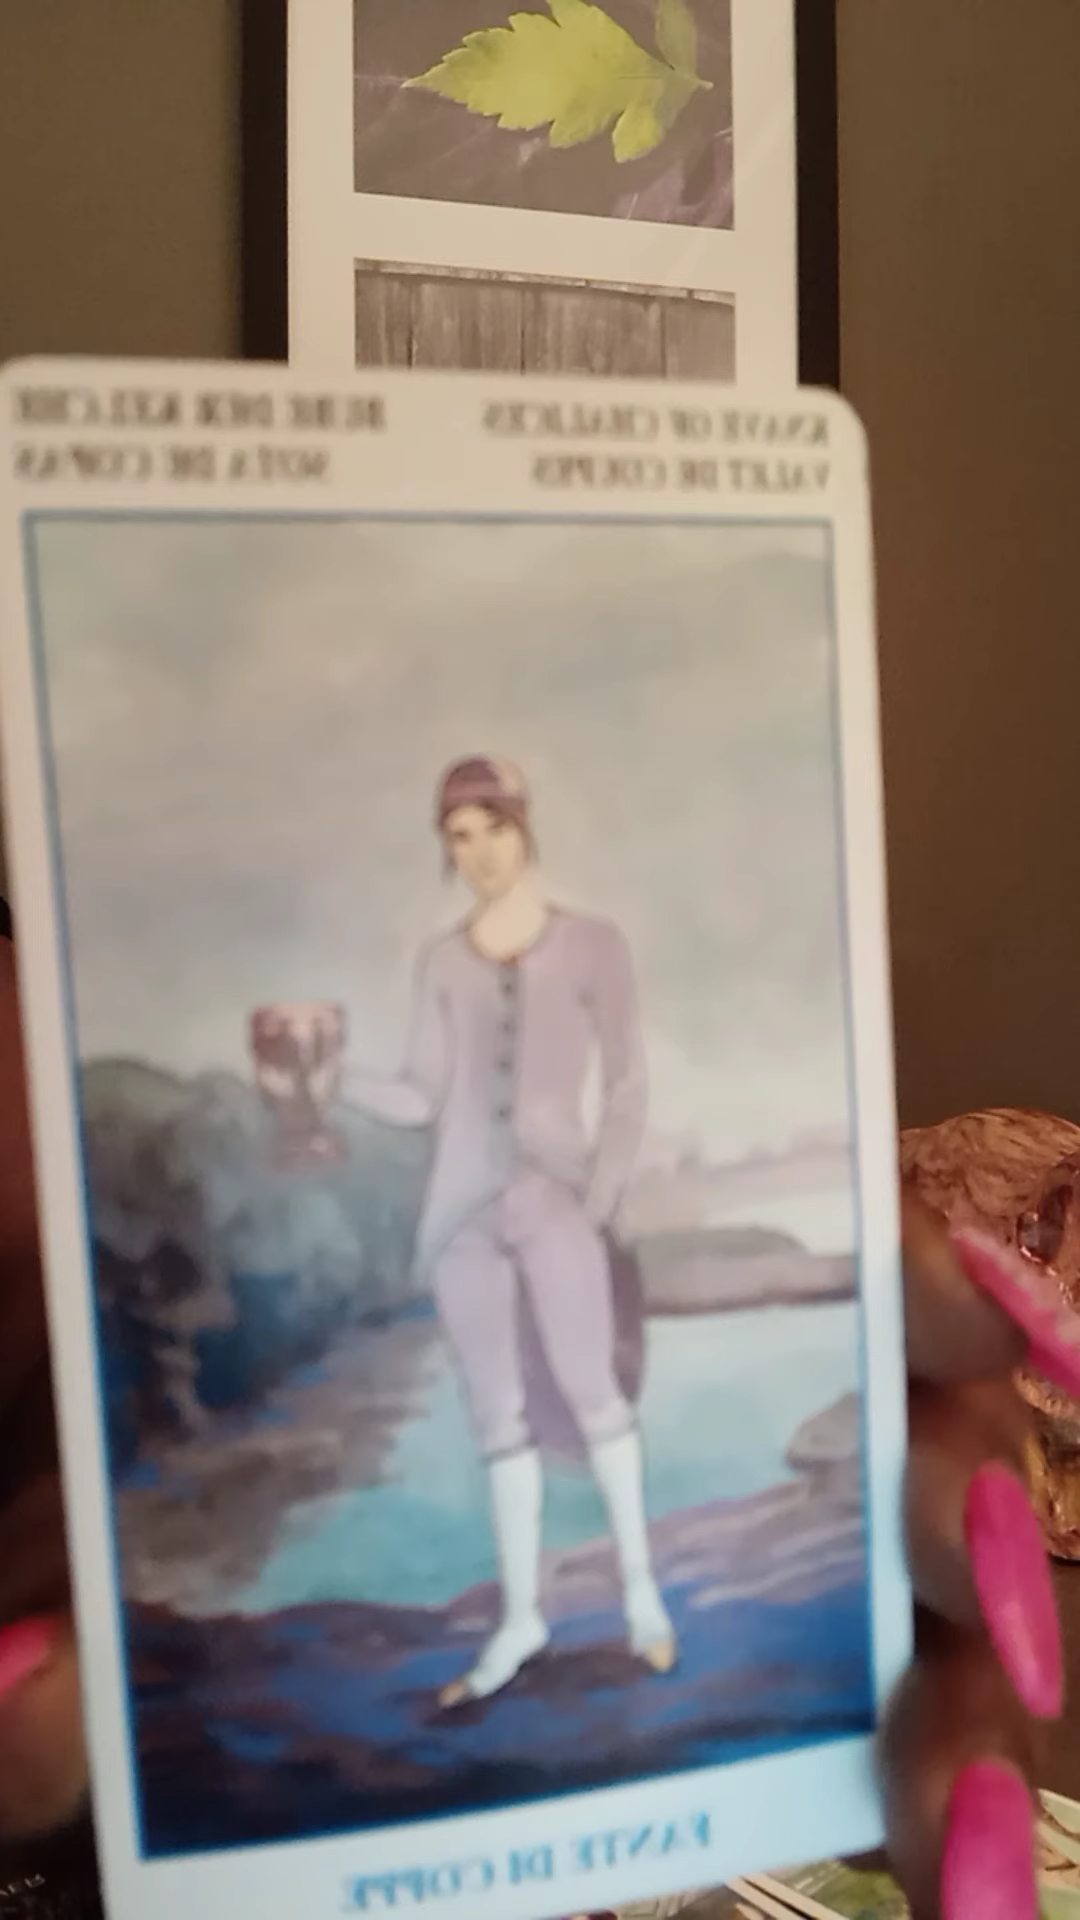 KNAVE OF CHALICES
BUBE DER KELCHE
VALET DE COUPES
SOTA DE COPAS
FANTE DI COPPE